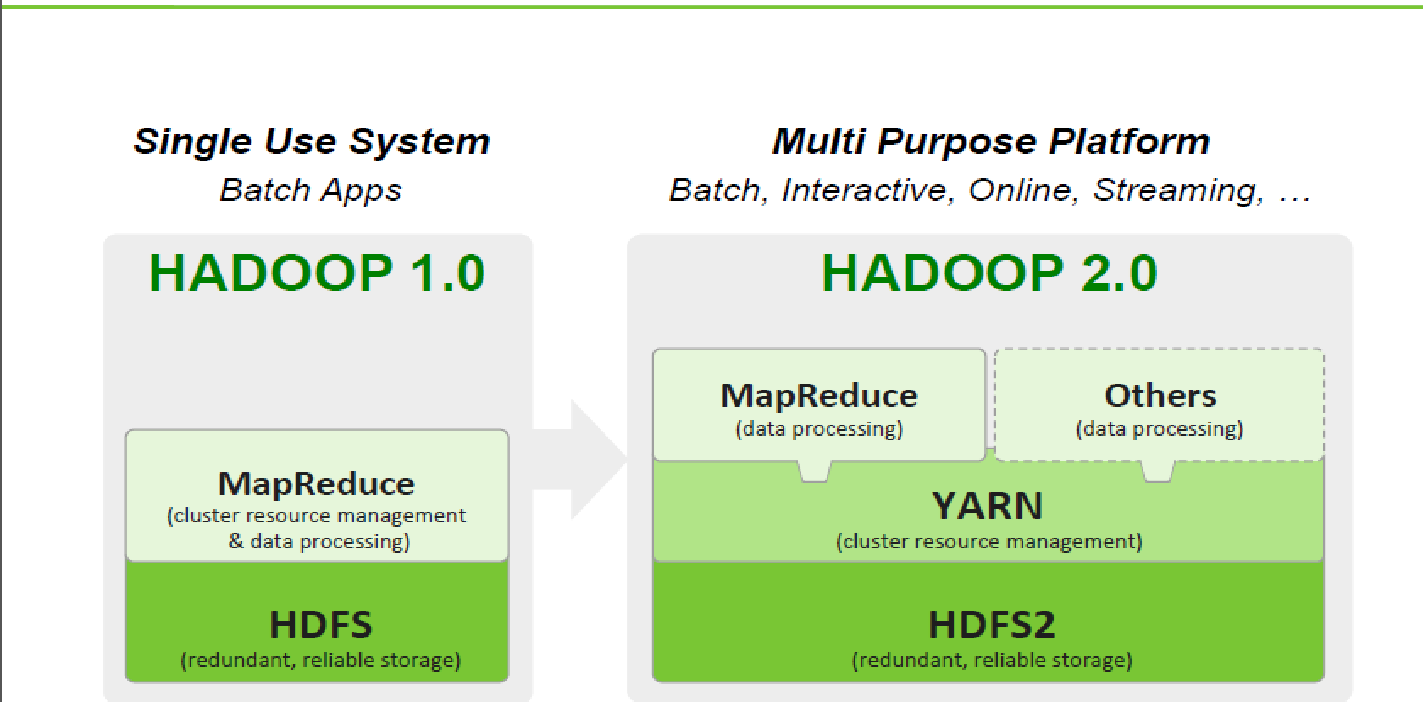 Single Use System
Batch Apps
HADOOP 1.0
MapReduce
(cluster resource management
& data processing)
HDFS
(redundant, reliable storage)
Multi Purpose Platform
Batch, Interactive, Online, Streaming, …
HADOOP 2.0
MapReduce
(data processing)
Others
(data processing)
YARN
(cluster resource management)
HDFS2
(redundant, reliable storage)